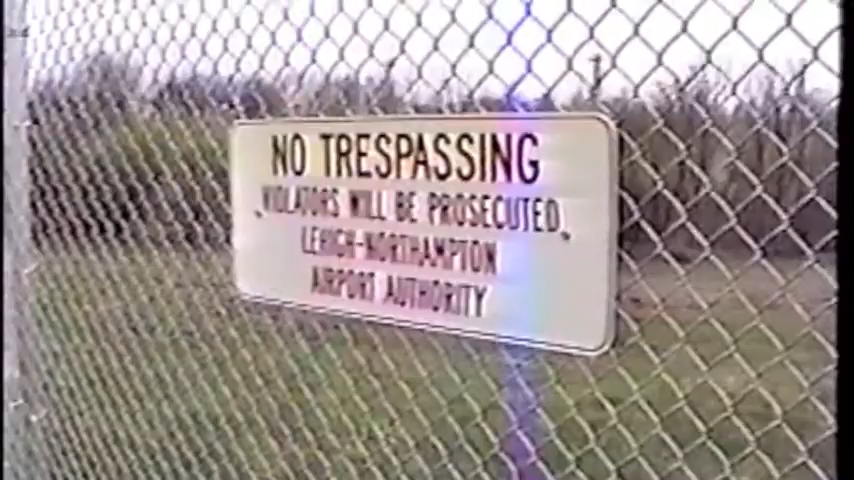 NO TRESPASSING
VIOLATORS WILL BE PROSECUTED
LEHIGH-NORTHAMPTON
AIRPORT AUTHORITY